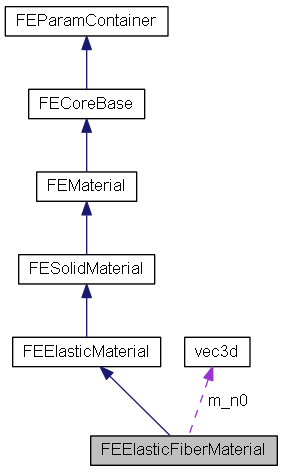 FEParamContainer
FECoreBase
FEMaterial
FESolidMaterial
FEElasticMaterial
vec3d
m_n0
FEElasticFiberMaterial